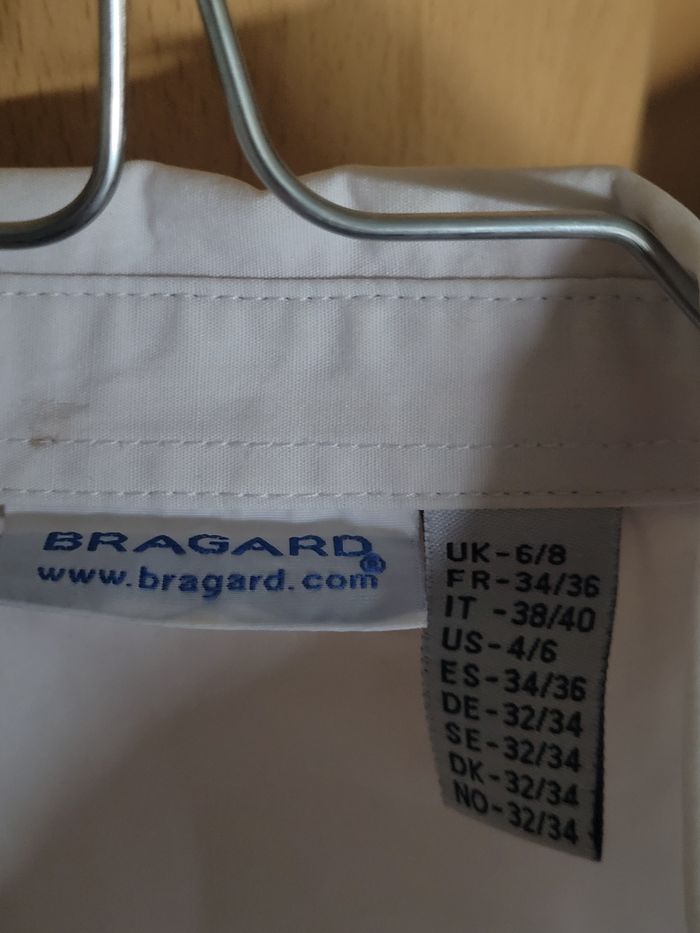 BRAGARD®
www.bragard.com
UK-6/8
FR-34/36
IT -38/40
US-4/6
ES-34/36
DE-32/34
SE-32/34
DK-32/34
NO-32/34